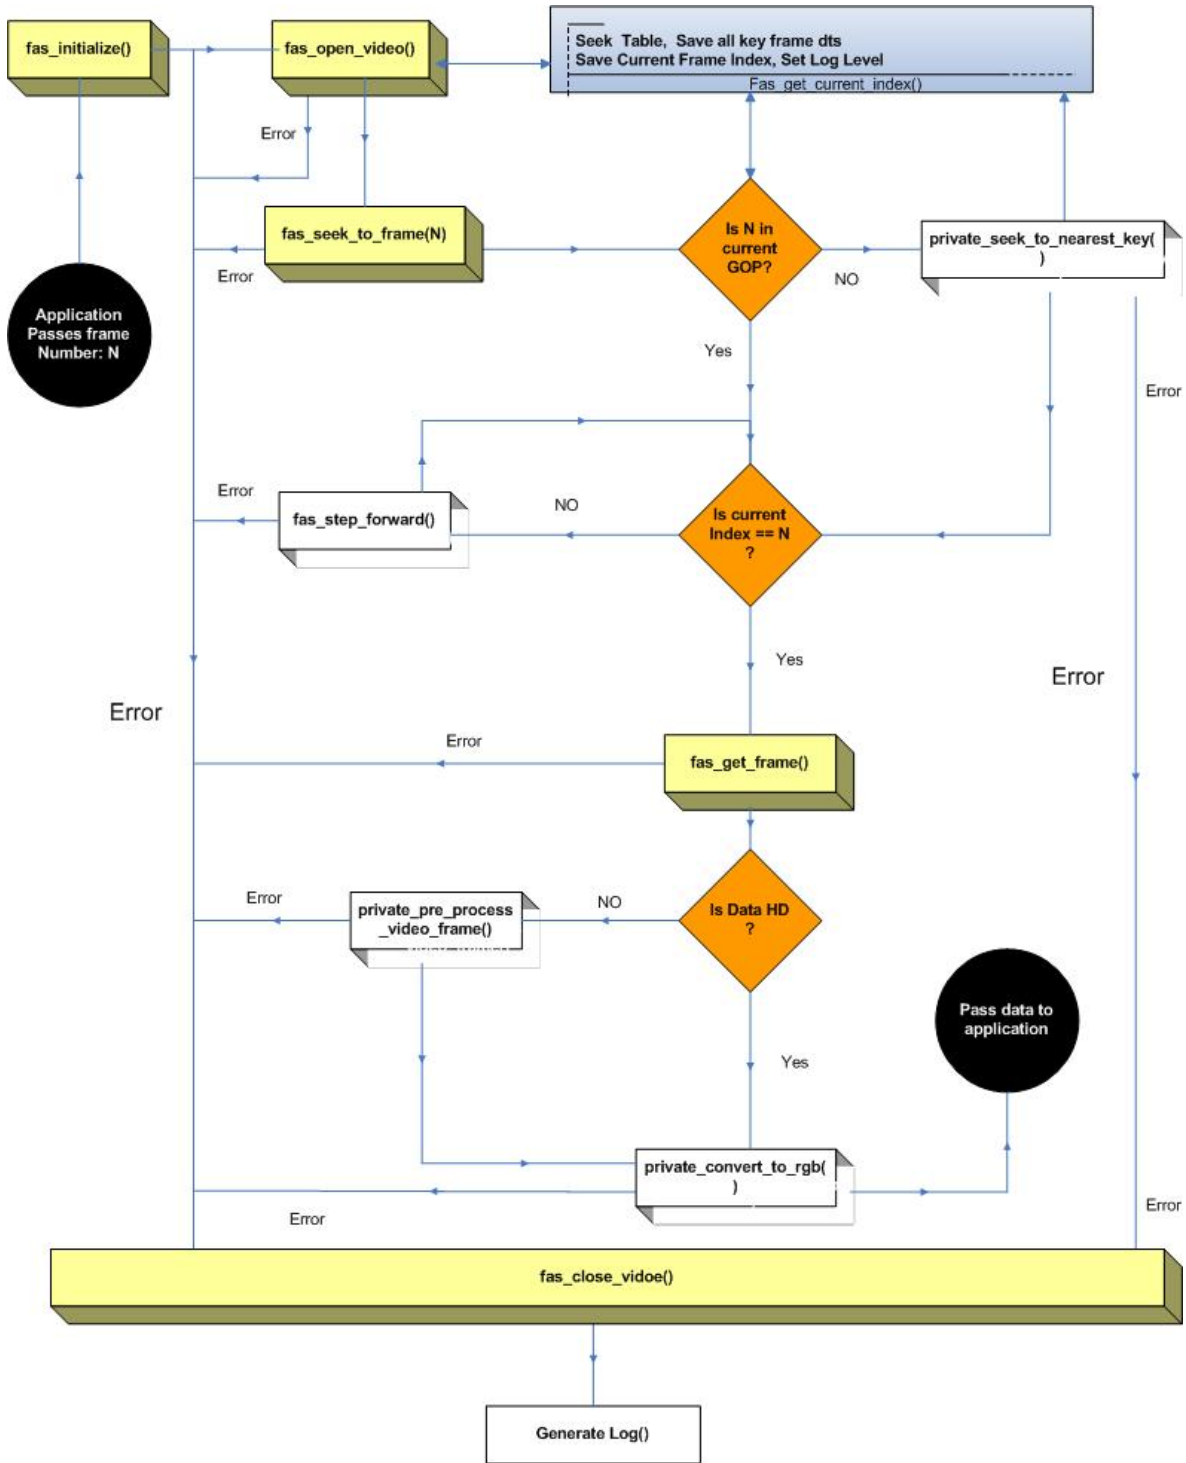 fas_initialize()
fas_open_video()
Seek Table, Save all key frame dts
Save Current Frame Index, Set Log Level
Fas_get_current_index()
Error
fas_seek_to_frame(N)
Error
Is N in
current
GOP?
NO
private_seek_to_nearest_key(
)
Application
Passes frame
Number: N
Yes
Error
Error
fas_step_forward()
NO
Is current
Index == N
?
Yes
Error
Error
Error
fas_get_frame()
Error
private_pre_process
_video_frame()
NO
Is Data HD
?
Pass data to
application
Yes
private_convert_to_rgb(
)
Error
Error
fas_close_vidoe()
Generate Log()